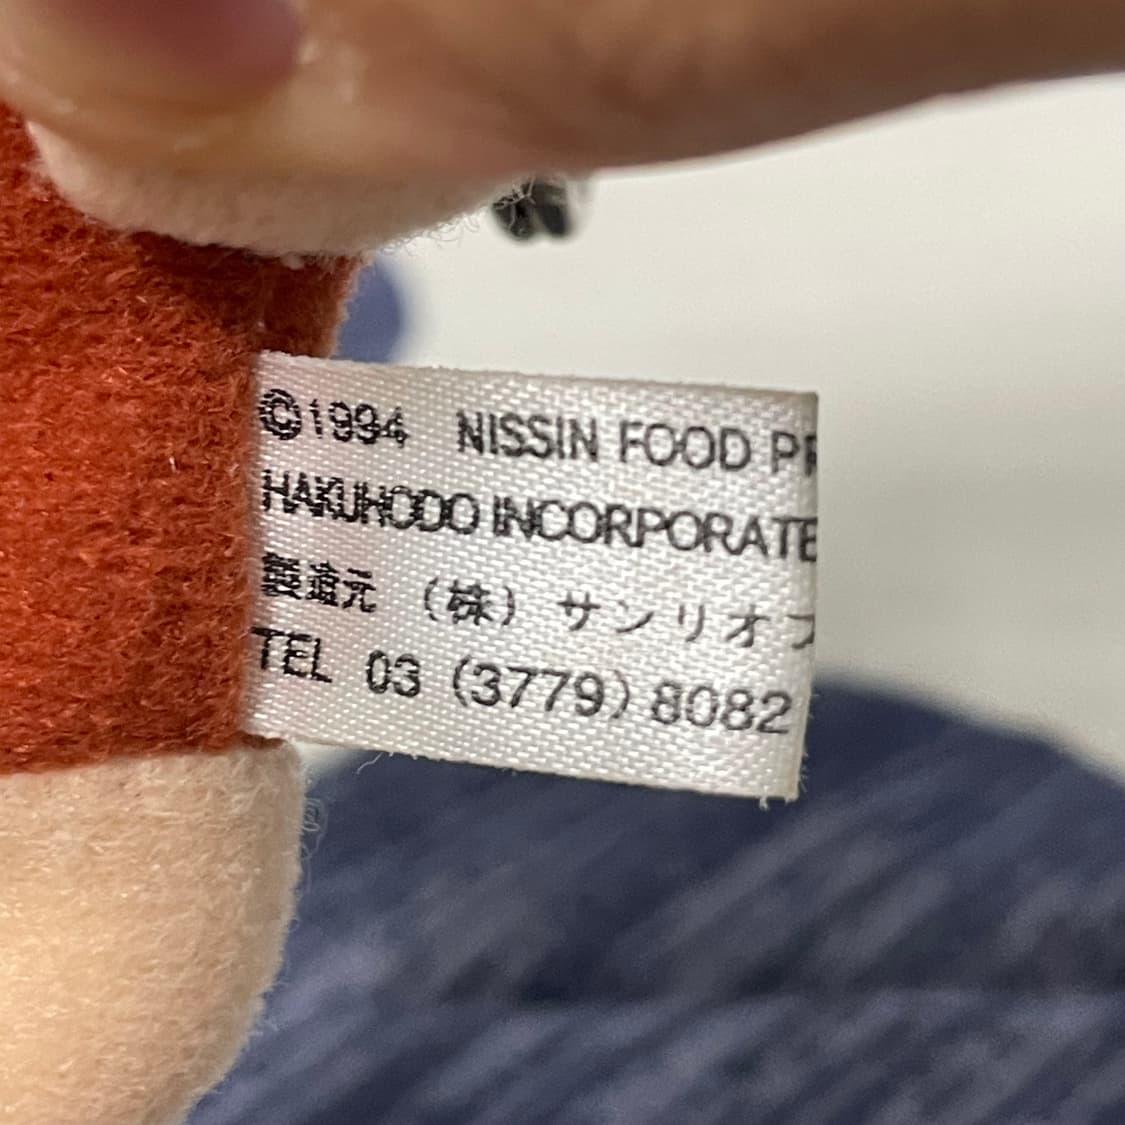 ©1994 NISSIN FOOD PR
HAKUHODO INCORPORATE
製造元 (株) サンリオフ
TEL 03 (3779) 8082